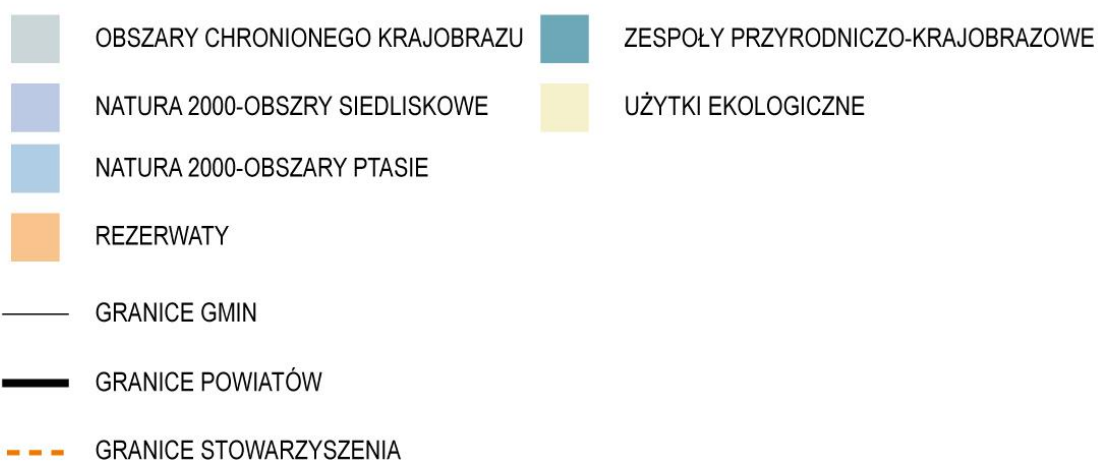 OBSZARY CHRONIONEGO KRAJOBRAZU
NATURA 2000-OBSZRY SIEDLISKOWE
NATURA 2000-OBSZARY PTASIE
REZERWATY
GRANICE GMIN
GRANICE POWIATÓW
GRANICE STOWARZYSZENIA
ZESPOŁY PRZYRODNICZO-KRAJOBRAZOWE
UŻYTKI EKOLOGICZNE